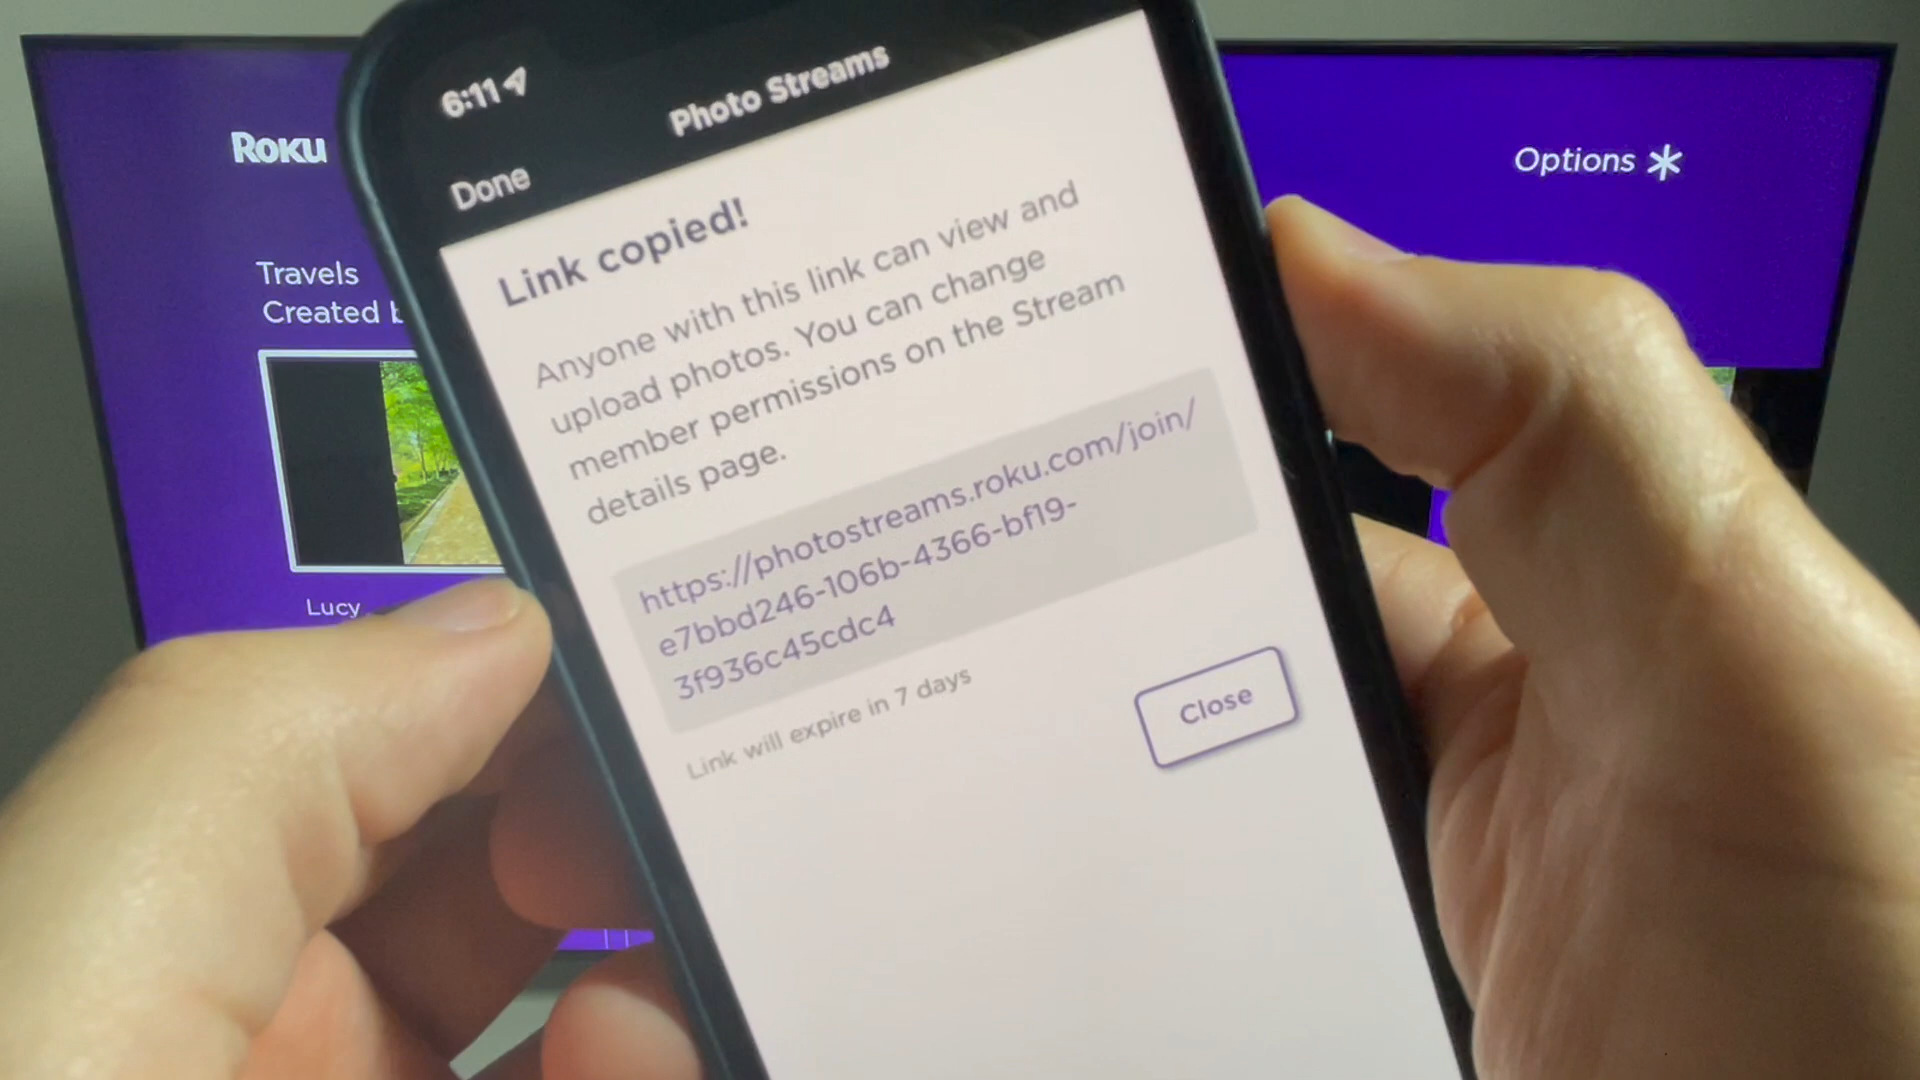 6:11
Photo Streams
Done
Link copied!
Anyone with this link can view and
upload photos. You can change
member permissions on the Stream
details page.
https://photostreams.roku.com/join/
e7bbd246-106b-4366-bf19-
3f936c45cdc4
Link will expire in 7 days
Close
Roku
Options
Travels
Created
Lucy